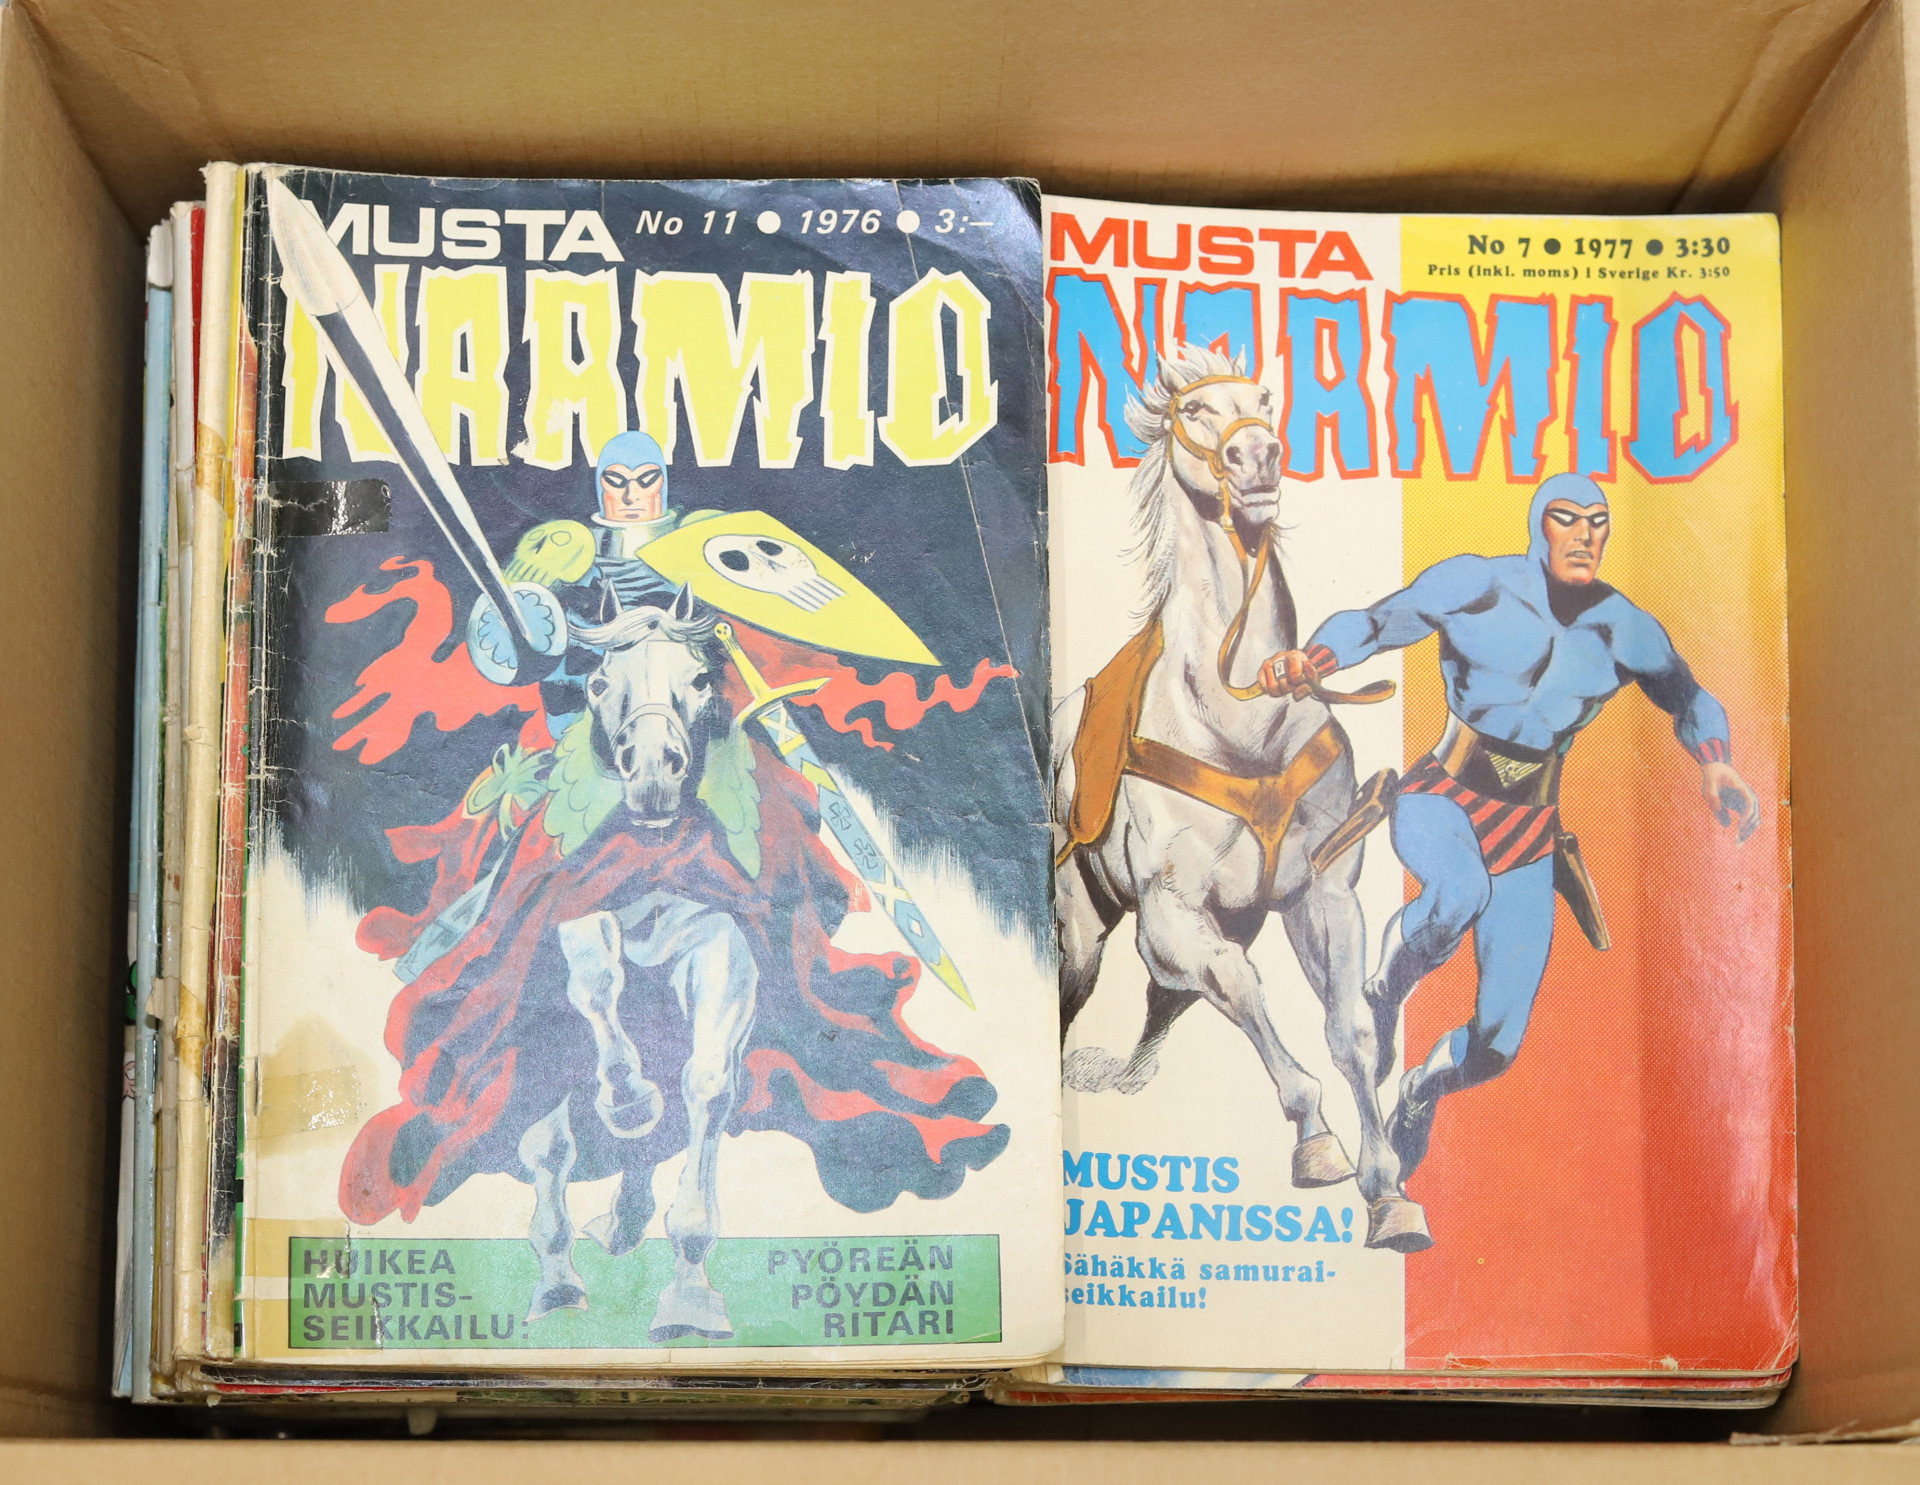 MUSTA
No 11 • 1976 • 3:–
NAAMIO
HUIKEA
MUSTIS-
SEIKKAILU:
PYÖREÄN
PÖYDÄN
RITARI
MUSTA
No 7 • 1977 • 3:30
Pris (inkl. moms) i Sverige Kr. 3:50
NAAMIO
MUSTIS
JAPANISSA!
Sähäkkä samurai-
seikkailu!